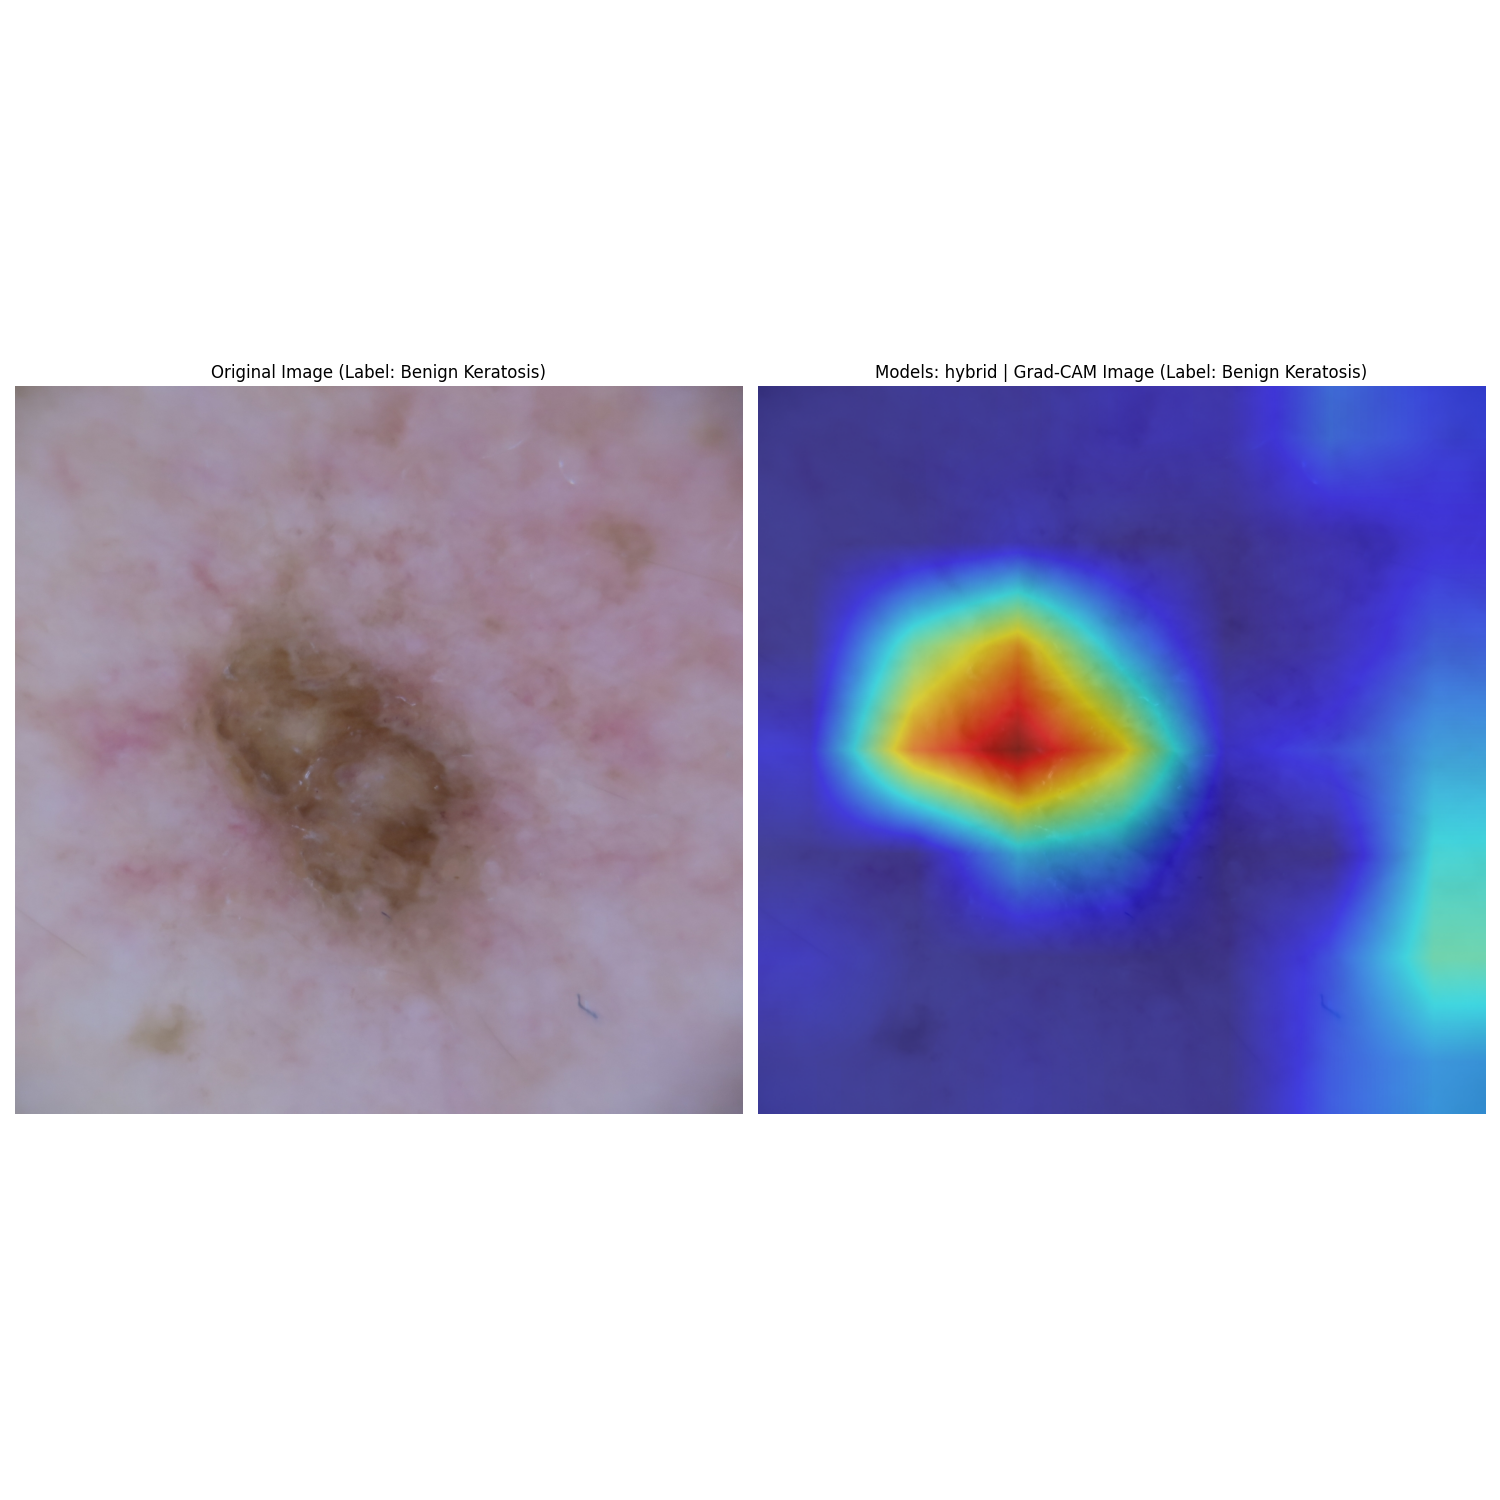 Original Image (Label: Benign Keratosis)
Models: hybrid | Grad-CAM Image (Label: Benign Keratosis)